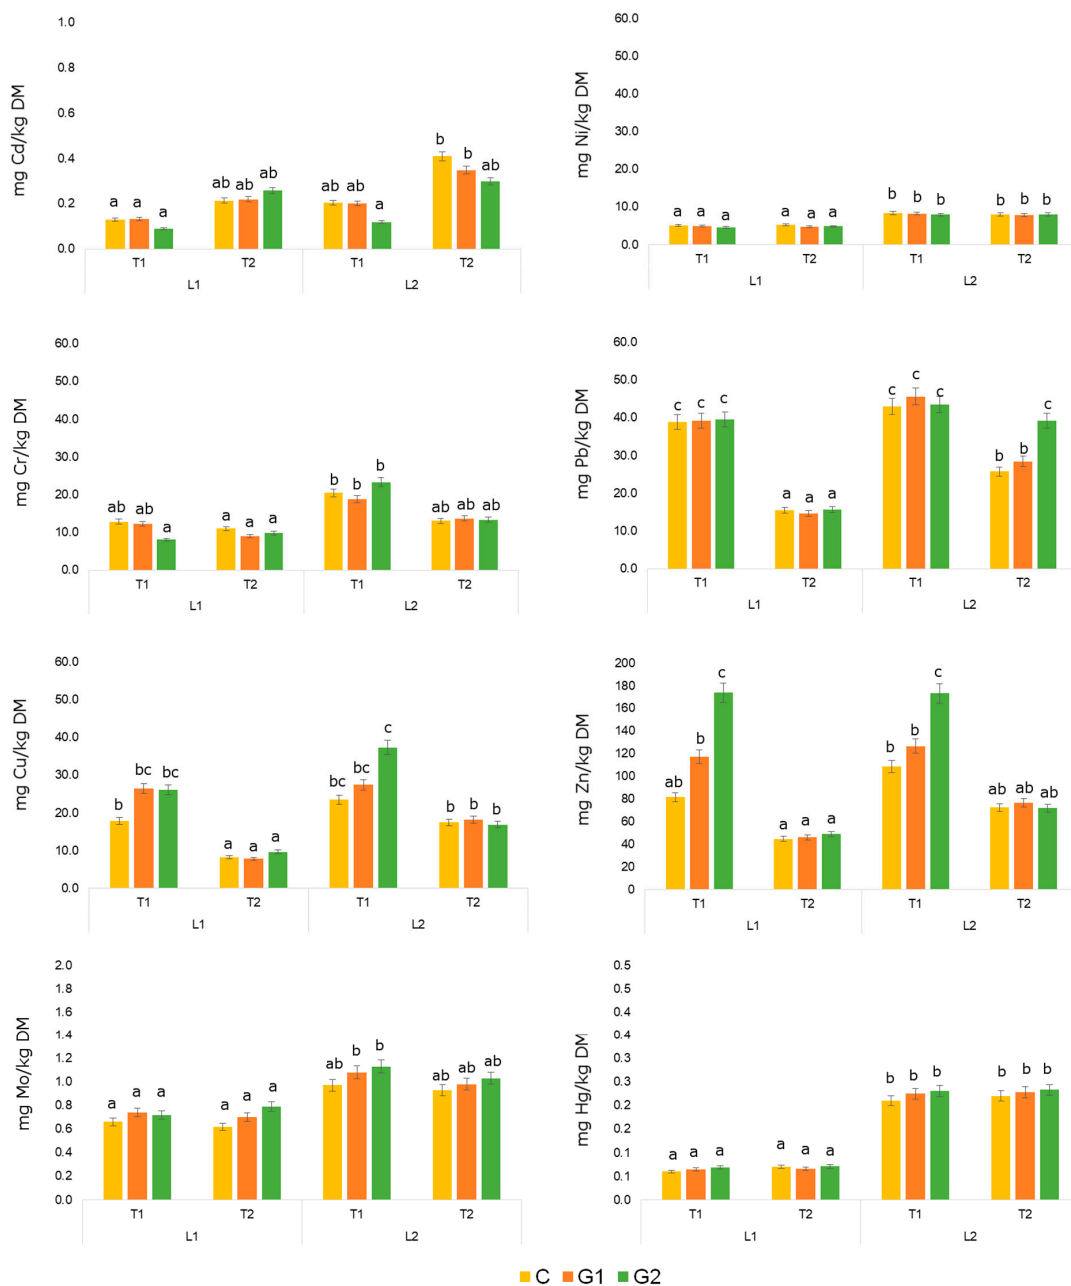 mg Cd/kg DM
1.0
0.8
0.6
0.4
0.2
0.0
a a a
ab ab ab
ab ab a
b b ab
T1 T2 T1 T2
L1 L2
mg Ni/kg DM
60.0
50.0
40.0
30.0
20.0
10.0
0.0
a a a
a a a
b b b
b b b
T1 T2 T1 T2
L1 L2
mg Cr/kg DM
60.0
50.0
40.0
30.0
20.0
10.0
0.0
ab ab a
a a a
b b b
ab ab ab
T1 T2 T1 T2
L1 L2
mg Pb/kg DM
60.0
50.0
40.0
30.0
20.0
10.0
0.0
c c c
a a a
c c c
b b c
T1 T2 T1 T2
L1 L2
mg Cu/kg DM
60.0
50.0
40.0
30.0
20.0
10.0
0.0
b bc bc
a a a
bc bc c
b b b
T1 T2 T1 T2
L1 L2
mg Zn/kg DM
200
180
160
140
120
100
80
60
40
20
0
ab b c
a a a
b b c
ab ab ab
T1 T2 T1 T2
L1 L2
mg Mo/kg DM
2.0
1.8
1.6
1.4
1.2
1.0
0.8
0.6
0.4
0.2
0.0
a a a
a a a
ab b b
ab ab ab
T1 T2 T1 T2
L1 L2
mg Hg/kg DM
0.5
0.5
0.4
0.4
0.3
0.3
0.2
0.2
0.1
0.1
0.0
a a a
a a a
b b b
b b b
T1 T2 T1 T2
L1 L2
C G1 G2